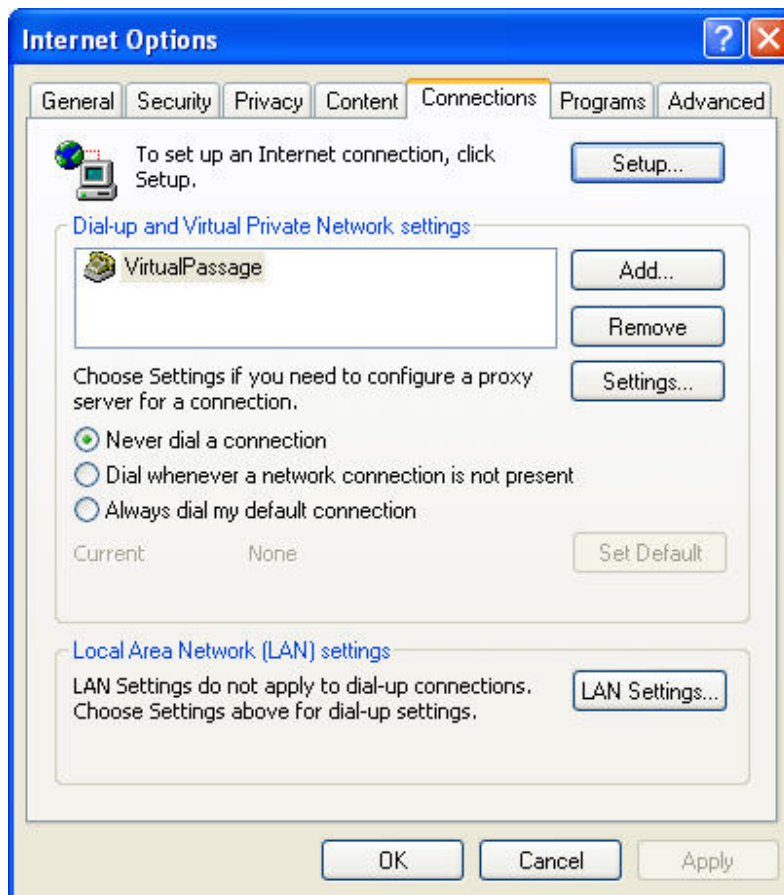 Internet Options
General Security Privacy Content Connections Programs Advanced
To set up an Internet connection, click
Setup.
Setup...
Dial-up and Virtual Private Network settings
VirtualPassage
Add...
Remove
Choose Settings if you need to configure a proxy
server for a connection.
Settings...
Never dial a connection
Dial whenever a network connection is not present
Always dial my default connection
Current None Set Default
Local Area Network (LAN) settings
LAN Settings do not apply to dial-up connections.
Choose Settings above for dial-up settings.
LAN Settings...
OK Cancel Apply